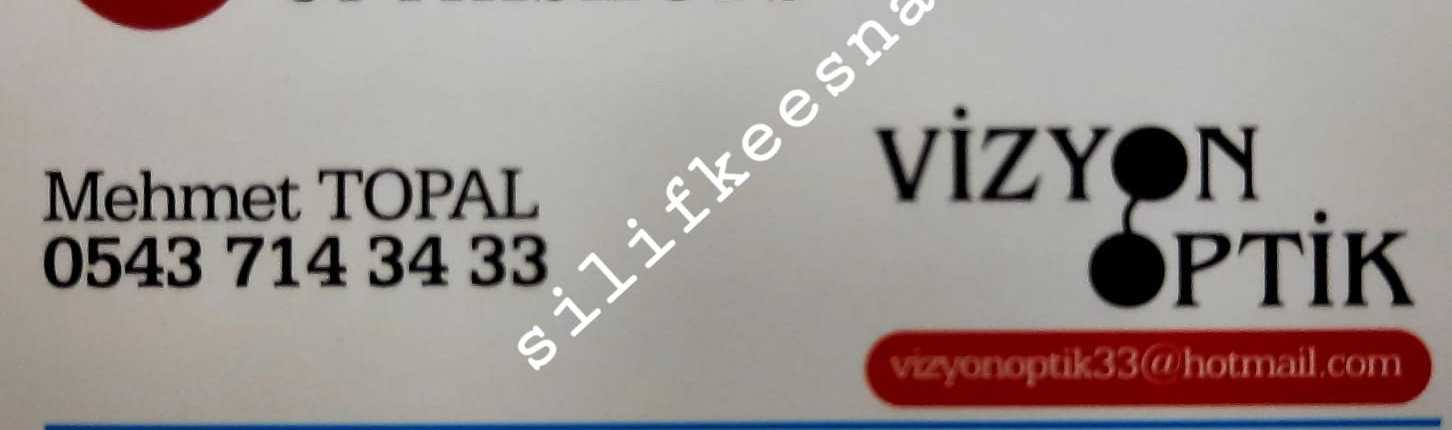 Mehmet TOPAL
0543 714 34 33
VİZYON
OPTİK
vizyonoptik33@hotmail.com
silifkeesna